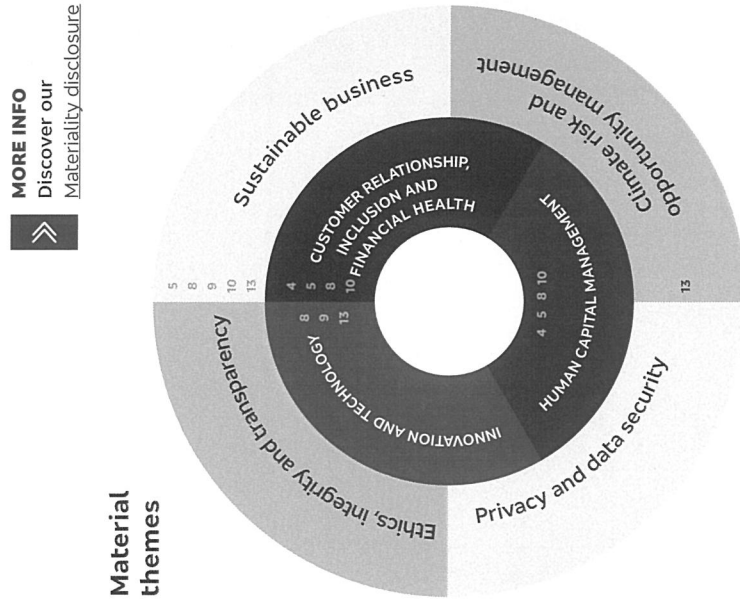 Material
themes
MORE INFO
Discover our
Materiality disclosure
Ethics, integrity and transparency
Sustainable business
5
8
9
10
13
Climate risk and
opportunity management
13
Privacy and data security
INNOVATION AND TECHNOLOGY
8
9
13
CUSTOMER RELATIONSHIP,
INCLUSION AND
FINANCIAL HEALTH
4
5
8
10
HUMAN CAPITAL MANAGEMENT
4 5 8 10